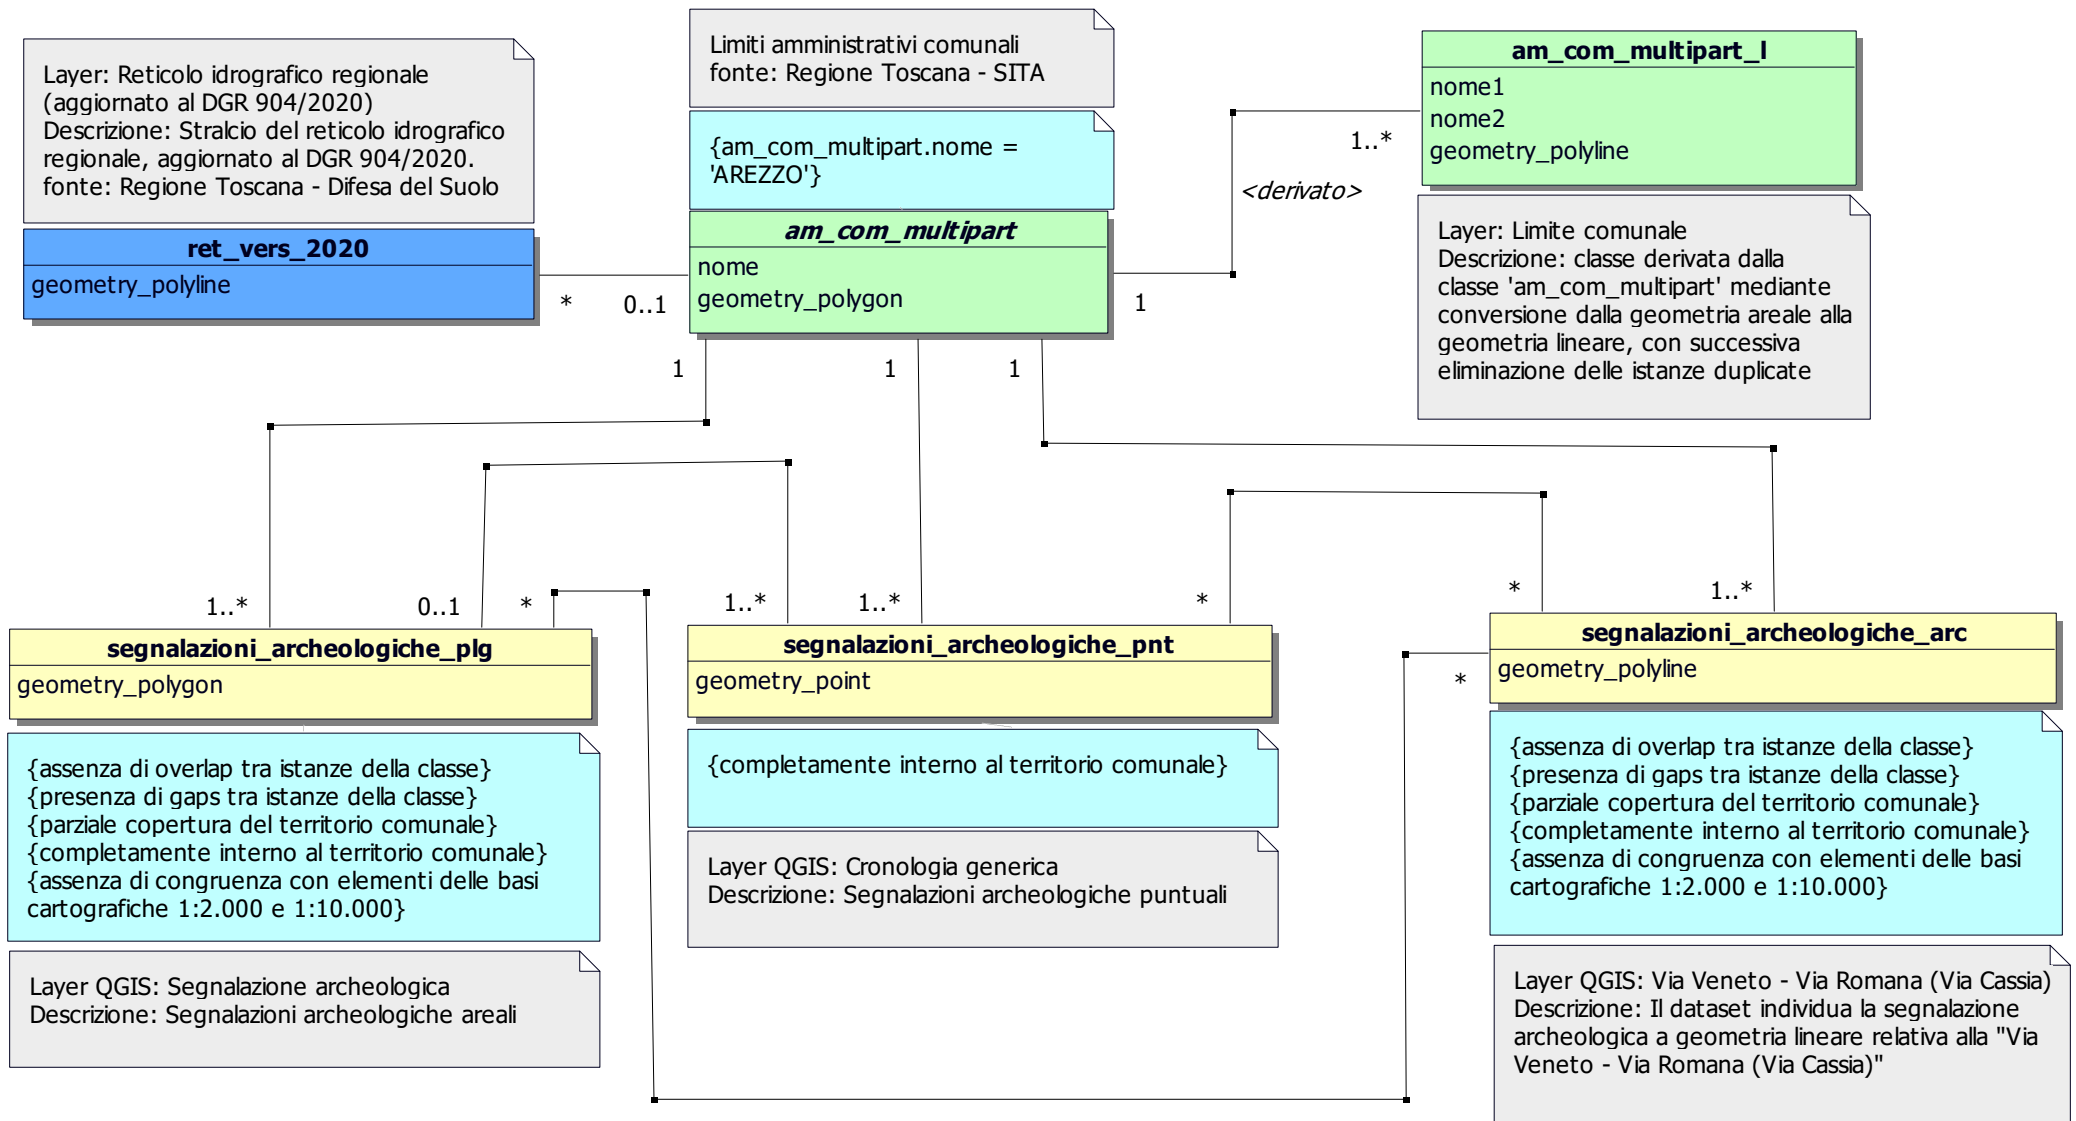 Layer: Reticolo idrografico regionale
(aggiornato al DGR 904/2020)
Descrizione: Stralcio del reticolo idrografico
regionale, aggiornato al DGR 904/2020.
fonte: Regione Toscana - Difesa del Suolo
ret_vers_2020
geometry_polyline
*
0..1
Limiti amministrativi comunali
fonte: Regione Toscana - SITA
{am_com_multipart.nome =
'AREZZO'}
am_com_multipart
nome
geometry_polygon
1
1
1
1
<derivato>
1..*
am_com_multipart_l
nome1
nome2
geometry_polyline
Layer: Limite comunale
Descrizione: classe derivata dalla
classe 'am_com_multipart' mediante
conversione dalla geometria areale alla
geometria lineare, con successiva
eliminazione delle istanze duplicate
1..*
0..1
*
1..*
1..*
*
*
1..*
*
segnalazioni_archeologiche_plg
geometry_polygon
{assenza di overlap tra istanze della classe}
{presenza di gaps tra istanze della classe}
{parziale copertura del territorio comunale}
{completamente interno al territorio comunale}
{assenza di congruenza con elementi delle basi
cartografiche 1:2.000 e 1:10.000}
Layer QGIS: Segnalazione archeologica
Descrizione: Segnalazioni archeologiche areali
segnalazioni_archeologiche_pnt
geometry_point
{completamente interno al territorio comunale}
Layer QGIS: Cronologia generica
Descrizione: Segnalazioni archeologiche puntuali
segnalazioni_archeologiche_arc
geometry_polyline
{assenza di overlap tra istanze della classe}
{presenza di gaps tra istanze della classe}
{parziale copertura del territorio comunale}
{completamente interno al territorio comunale}
{assenza di congruenza con elementi delle basi
cartografiche 1:2.000 e 1:10.000}
Layer QGIS: Via Veneto - Via Romana (Via Cassia)
Descrizione: Il dataset individua la segnalazione
archeologica a geometria lineare relativa alla "Via
Veneto - Via Romana (Via Cassia)"